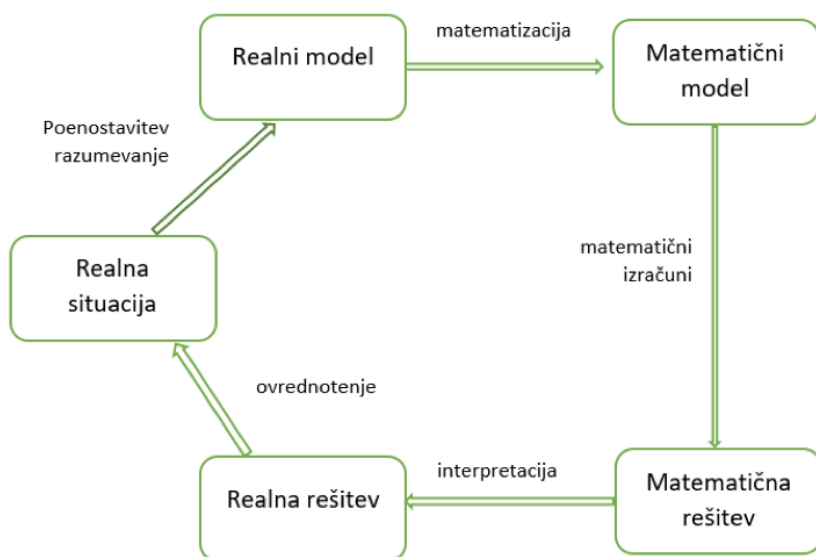 Realni model
matematizacija
Matematični
model
Poenostavitev
razumevanje
Realna
situacija
matematični
izračuni
ovrednotenje
Realna rešitev
interpretacija
Matematična
rešitev